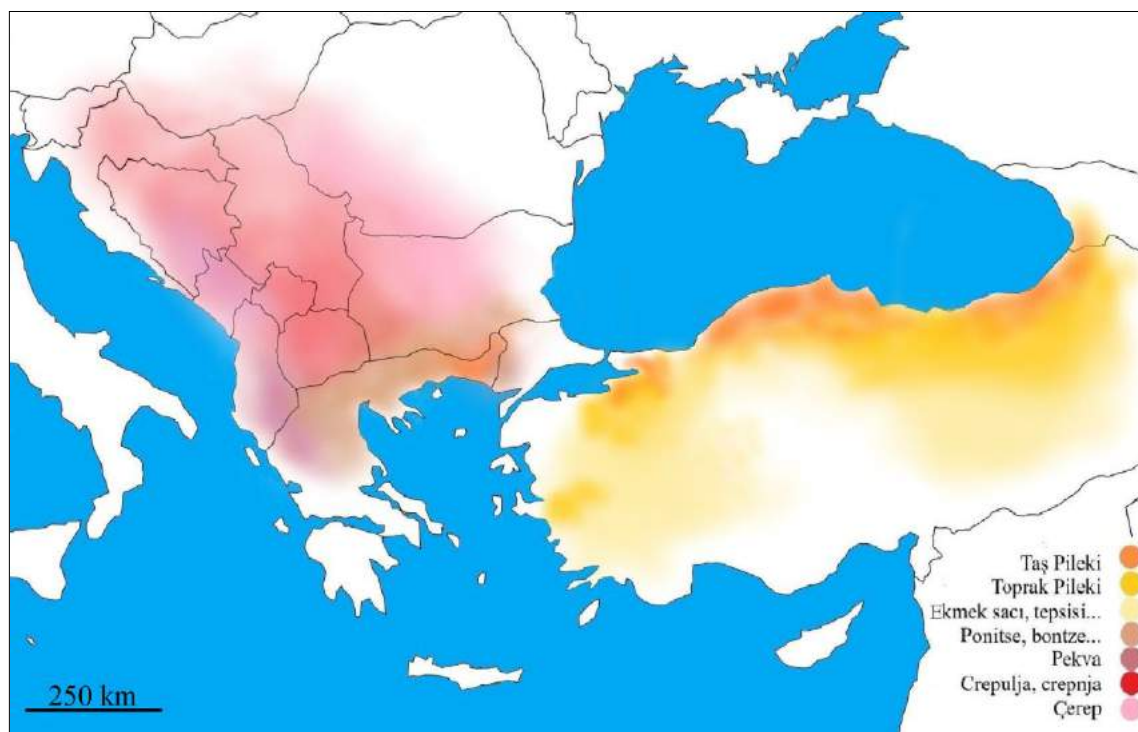 Taş Pileki
Toprak Pileki
Ekmek sacı, tepsisi...
Ponitse, bontze...
Pekva
Crepulja, crepnja
Çerep
250 km